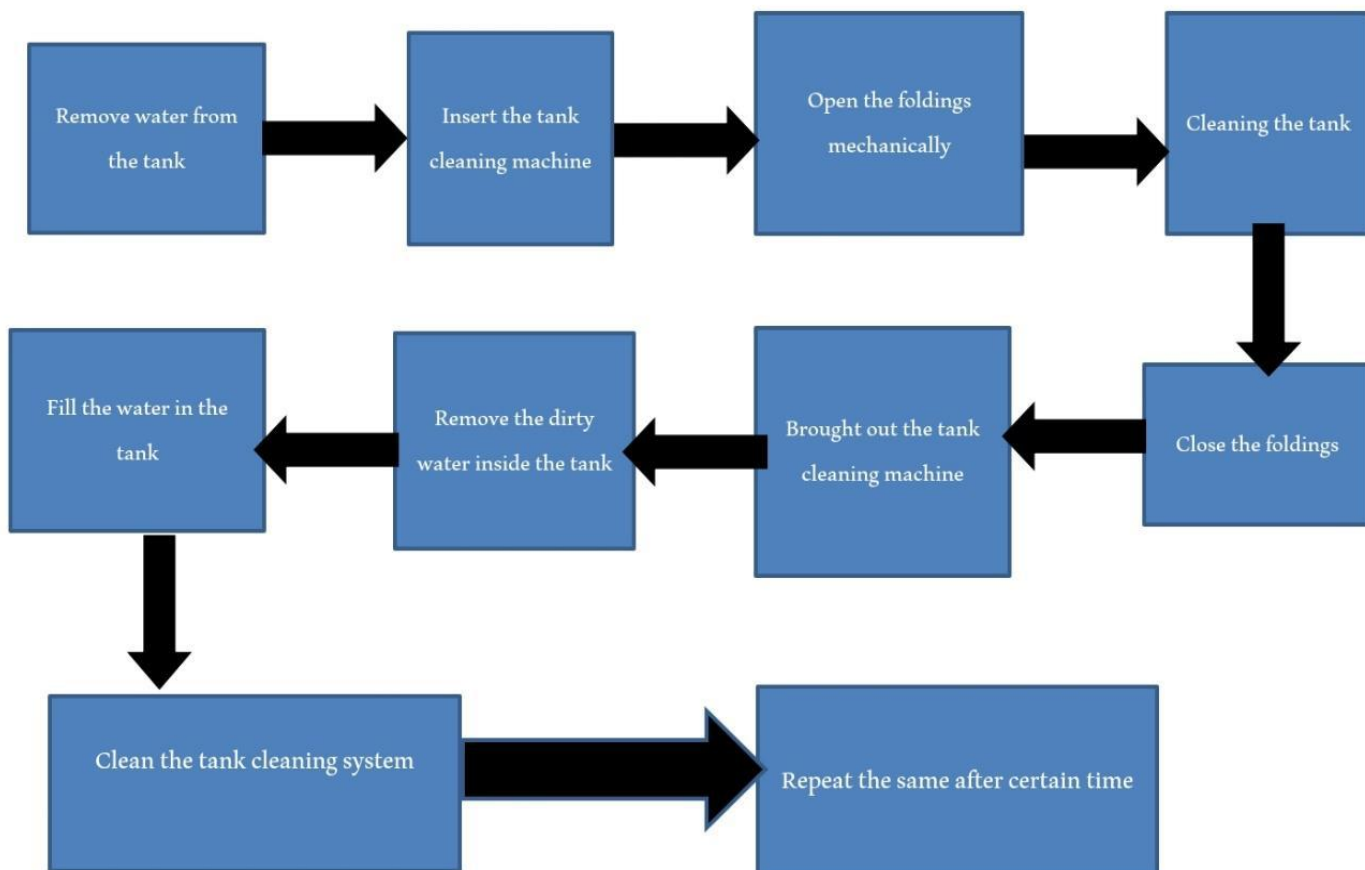 Remove water from
the tank
Insert the tank
cleaning machine
Open the foldings
mechanically
Cleaning the tank
Close the foldings
Brought out the tank
cleaning machine
Remove the dirty
water inside the tank
Fill the water in the
tank
Clean the tank cleaning system
Repeat the same after certain time